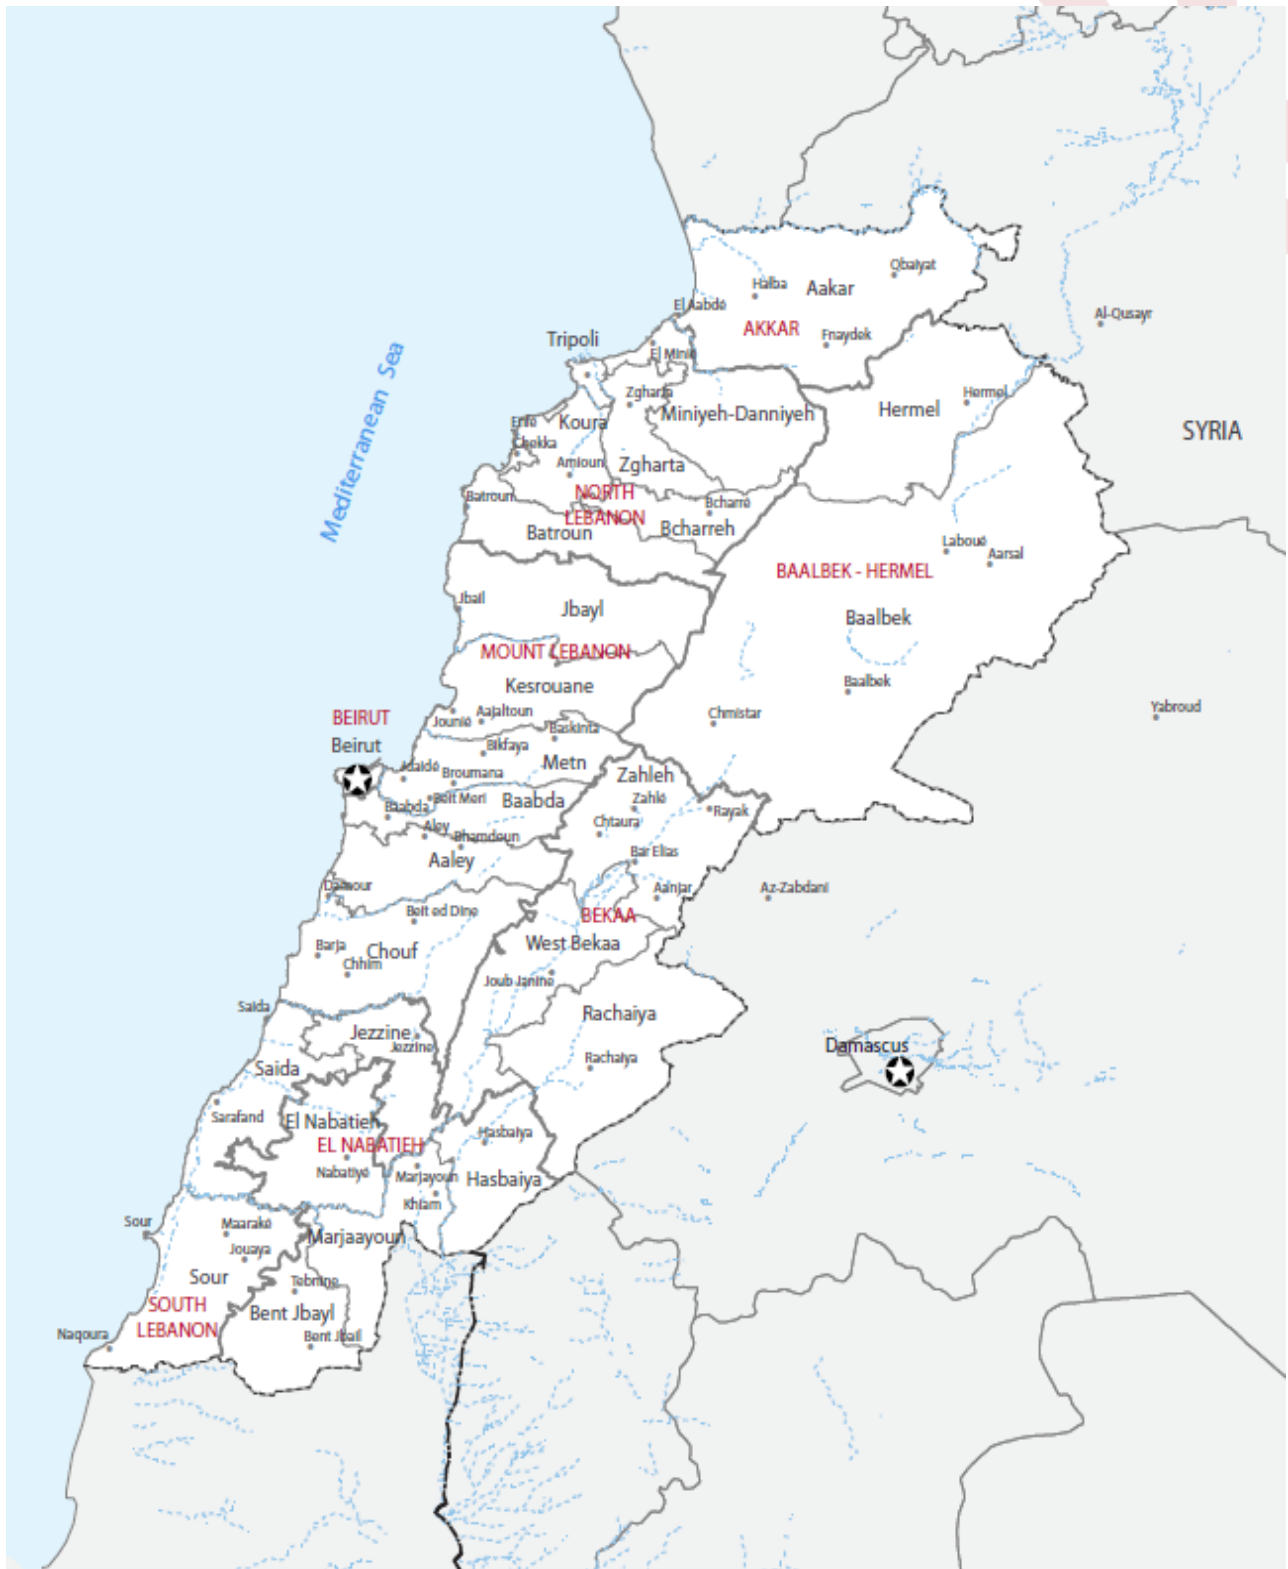 Qbaiyat
Halba
Aakar
El Aabdé
Al-Qusayr
AKKAR
Fnaydek
Tripoli
El Minié
Mediterranean Sea
Zgharta
Hermel
Hermel
Miniyeh-Danniyeh
Koura
Enfé
SYRIA
Chekka
Amioun
Zgharta
NORTH
LEBANON
Batroun
Bcharré
Batroun
Bcharreh
Laboué
Aarsal
BAALBEK - HERMEL
Jbail
Jbayl
Baalbek
MOUNT LEBANON
Kesrouane
Baalbek
Yabroud
BEIRUT
Beirut
Jounié
Aajaltoun
Chmistar
Baskinta
Bikfaya
Metn
Jdaidé
Broumana
Zahleh
Beit Meri
Baabda
Baabda
Zahlé
Rayak
Chtaura
Aley
Bhamdoun
Aaley
Bar Elias
Damour
Aanjar
Az-Zabdani
Beit ed Dine
BEKAA
West Bekaa
Barja
Chouf
Chhim
Joub Janine
Saida
Rachaiya
Jezzine
Jezzine
Damascus
Rachaiya
Saida
Sarafand
El Nabatieh
EL NABATIEH
Hasbaiya
Nabatiyé
Marjayoun
Hasbaiya
Khiam
Sour
Maaraké
Marjaayoun
Jouaya
Sour
Tebnine
SOUTH
LEBANON
Bent Jbayl
Naqoura
Bent Jbail